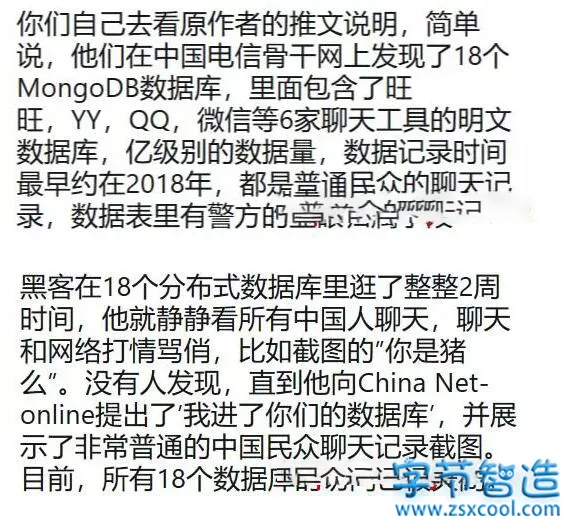 你们自己去看原作者的推文说明，简单
说，他们在中国电信骨干网上发现了18个
MongoDB数据库，里面包含了旺
旺，YY，QQ，微信等6家聊天工具的明文
数据库，亿级别的数据量，数据记录时间
最早约在2018年，都是普通民众的聊天记
录，数据表里有警方的
黑客在18个分布式数据库里逛了整整2周
时间，他就静静看所有中国人聊天，聊天
和网络打情骂俏，比如截图的”你是猪
么“。没有人发现，直到他向China Net-
online提出了’我进了你们的数据库’，并展
示了非常普通的中国民众聊天记录截图。
目前，所有18个数据库
字节智造
www.zsxcool.com